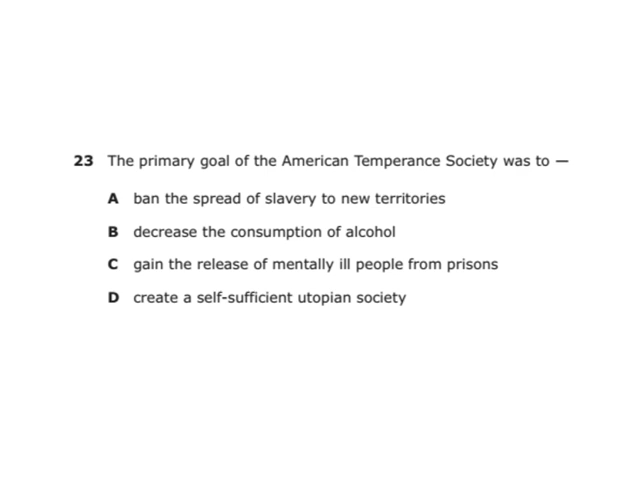 23 The primary goal of the American Temperance Society was to —
A ban the spread of slavery to new territories
B decrease the consumption of alcohol
C gain the release of mentally ill people from prisons
D create a self-sufficient utopian society